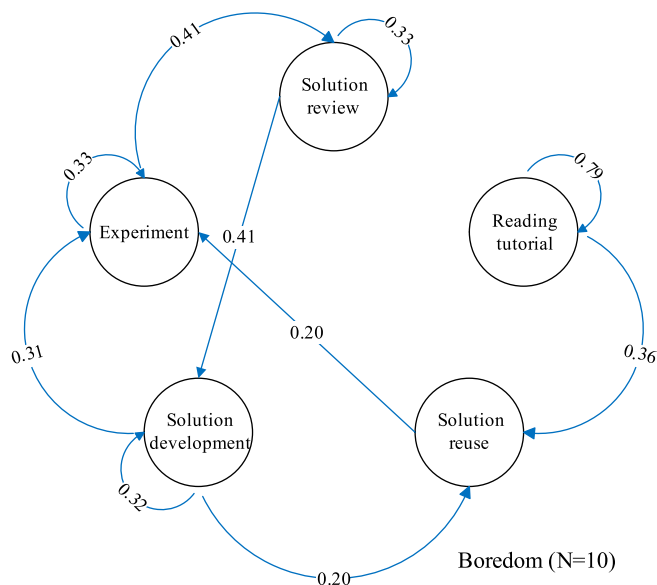 0.41
0.33
Solution
review
0.33
0.79
Experiment
Reading
tutorial
0.41
0.20
0.31
0.36
Solution
development
Solution
reuse
0.32
0.20
Boredom (N=10)